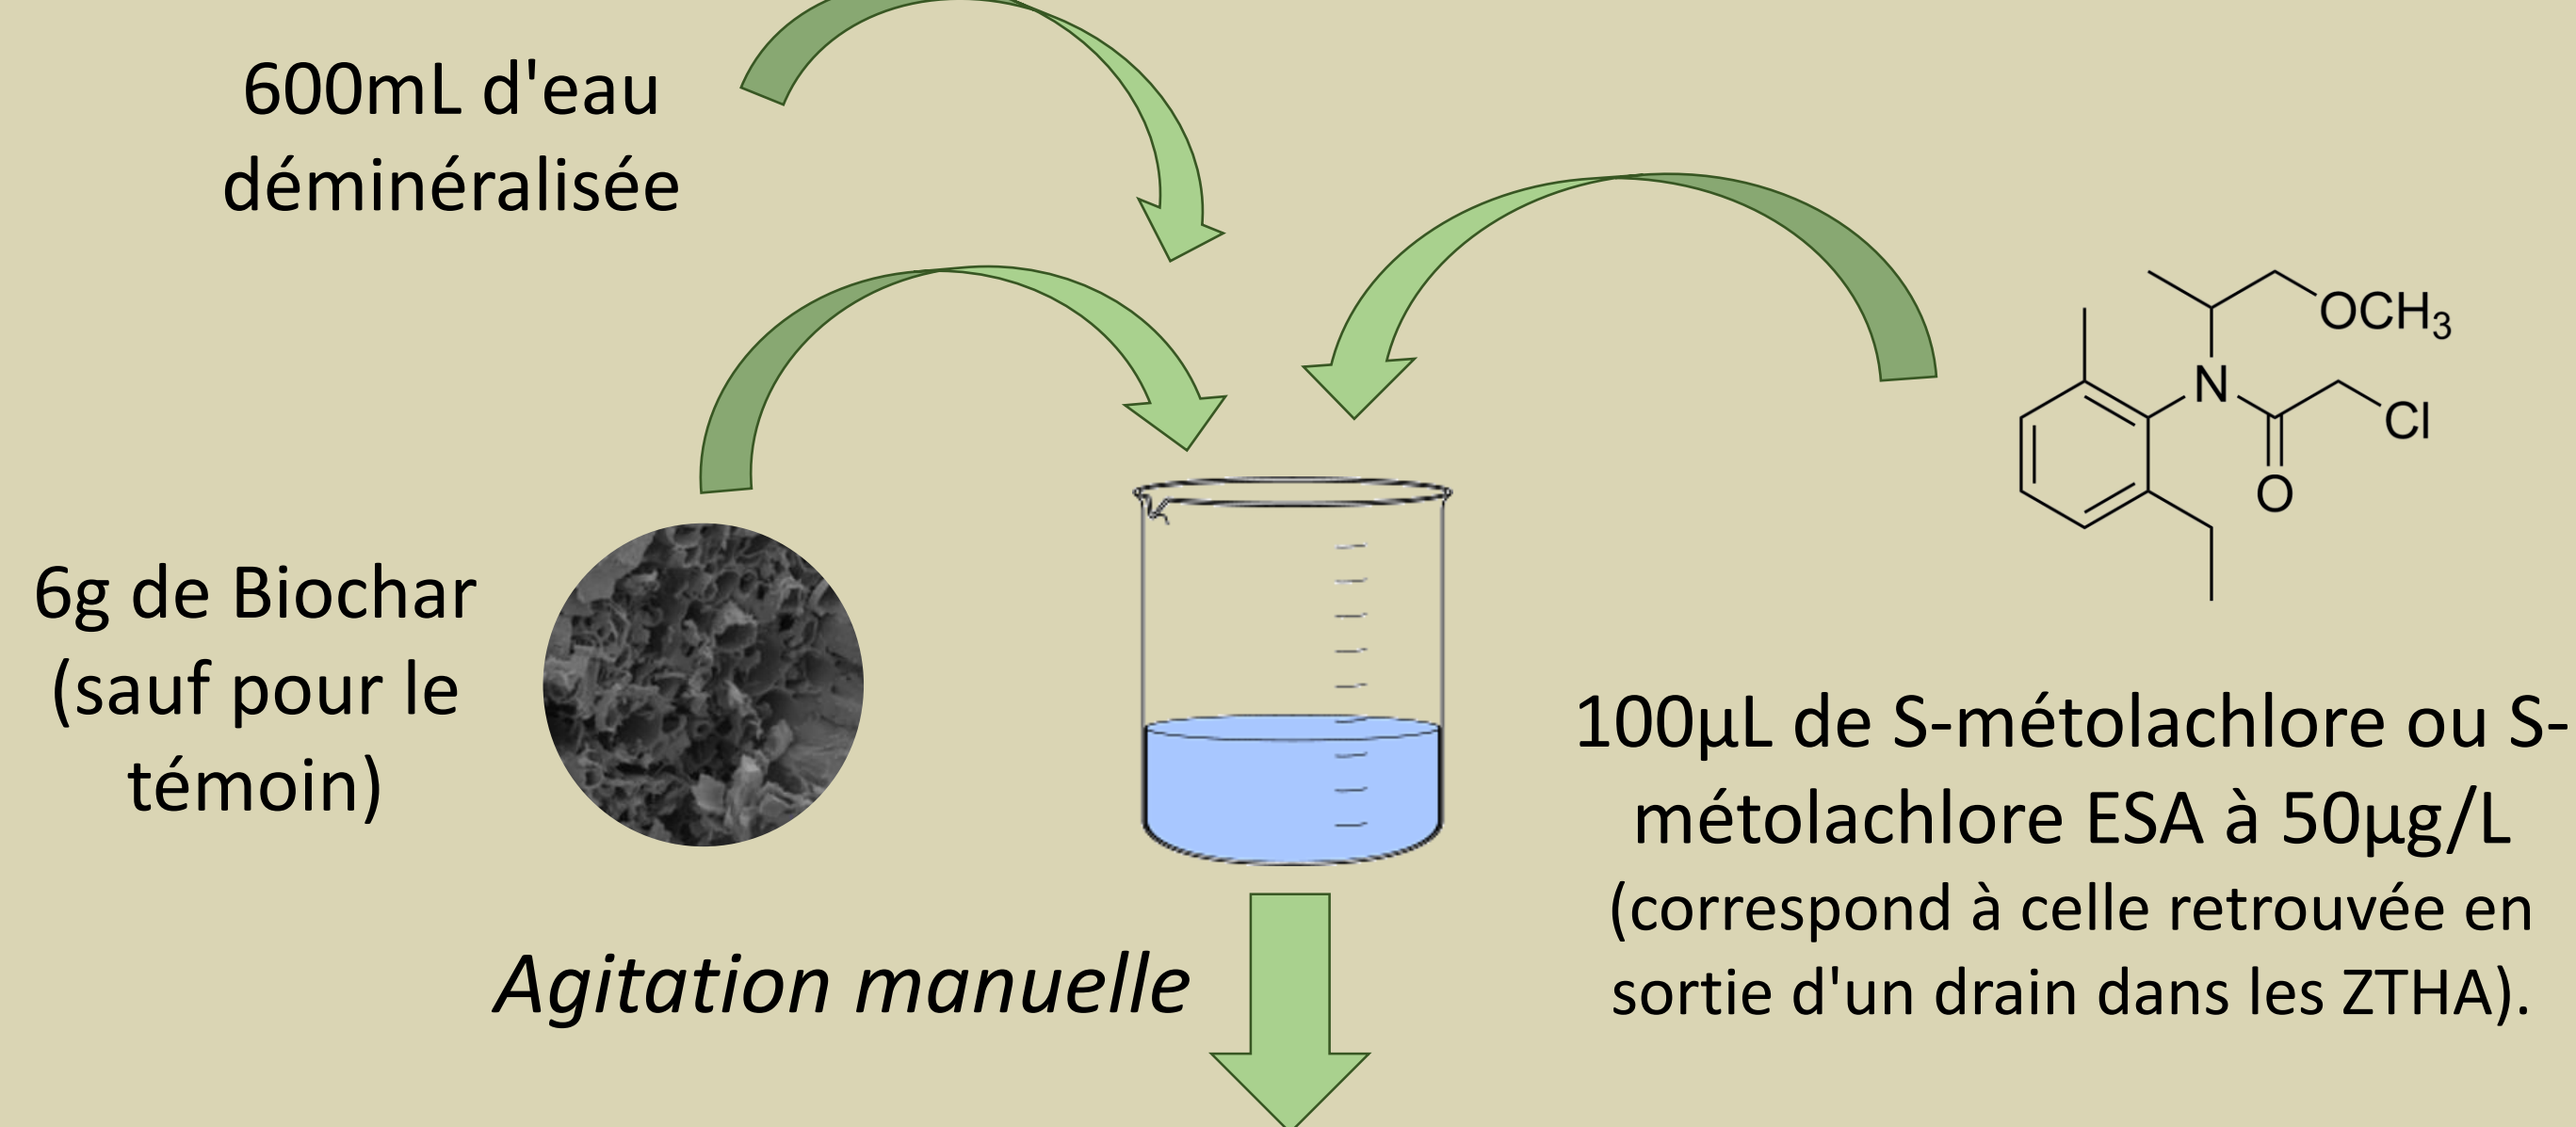 600mL d'eau
déminéralisée
OCH3
N
Cl
O
6g de Biochar
(sauf pour le
témoin)
100µL de S-métolachlore ou S-
métolachlore ESA à 50µg/L
(correspond à celle retrouvée en
sortie d'un drain dans les ZTHA).
Agitation manuelle